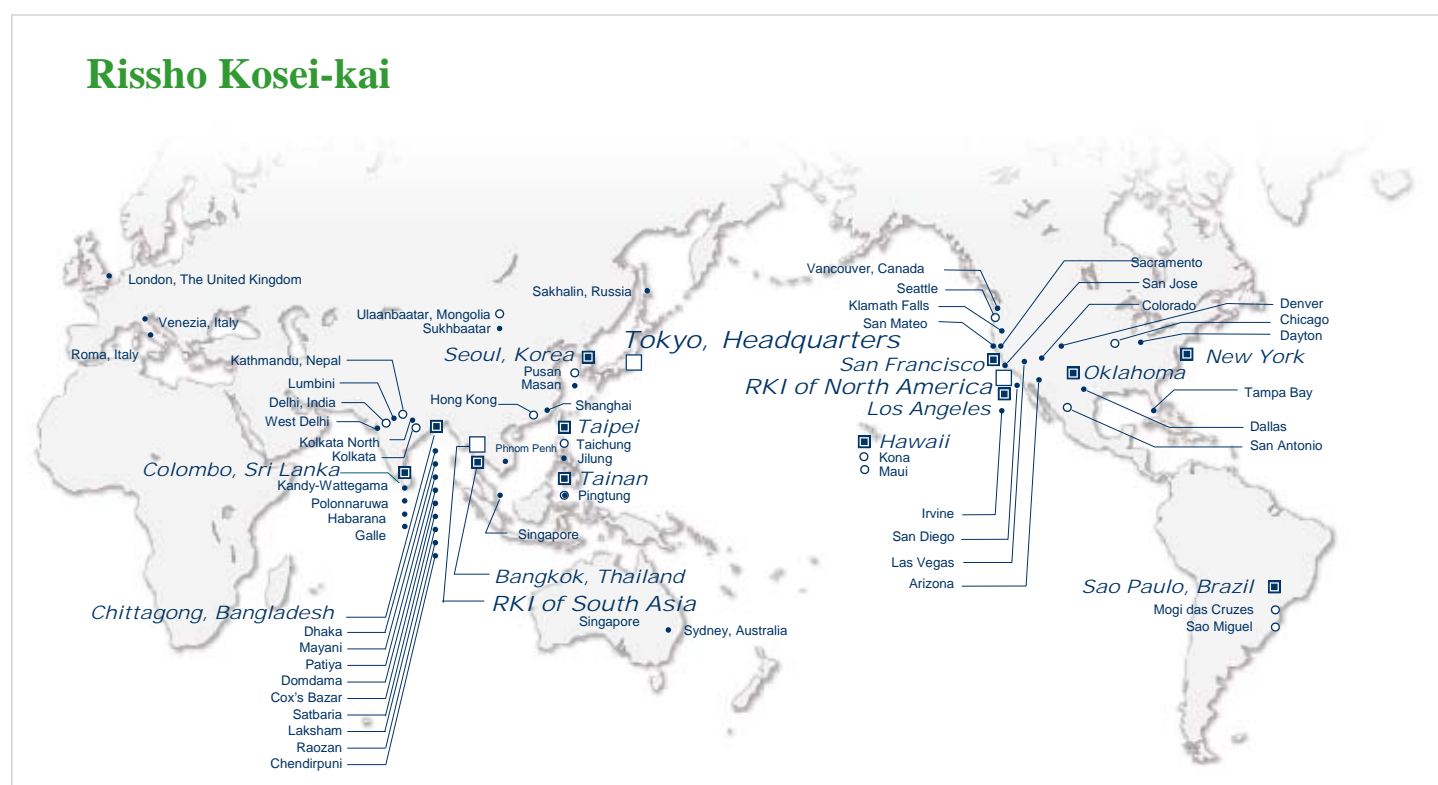 Rissho Kosei-kai
London, The United Kingdom
Venezia, Italy
Roma, Italy
Sakhalin, Russia
Ulaanbaatar, Mongolia
Sukhbaatar
Tokyo, Headquarters
Seoul, Korea
Pusan
Masan
Kathmandu, Nepal
Lumbini
Delhi, India
West Delhi
Kolkata North
Kolkata
Hong Kong
Shanghai
Taipei
Taichung
Jilung
Tainan
Pingtung
Phnom Penh
Colombo, Sri Lanka
Kandy-Wattegama
Polonnaruwa
Habarana
Galle
Singapore
Bangkok, Thailand
RKI of South Asia
Singapore
Sydney, Australia
Chittagong, Bangladesh
Dhaka
Mayani
Patiya
Domdama
Cox's Bazar
Satbaria
Laksham
Raozan
Chendirpuni
Vancouver, Canada
Seattle
Klamath Falls
San Mateo
San Francisco
RKI of North America
Los Angeles
Hawaii
Kona
Maui
Sacramento
San Jose
Colorado
Denver
Chicago
Dayton
New York
Oklahoma
Tampa Bay
Dallas
San Antonio
Irvine
San Diego
Las Vegas
Arizona
Sao Paulo, Brazil
Mogi das Cruzes
Sao Miguel